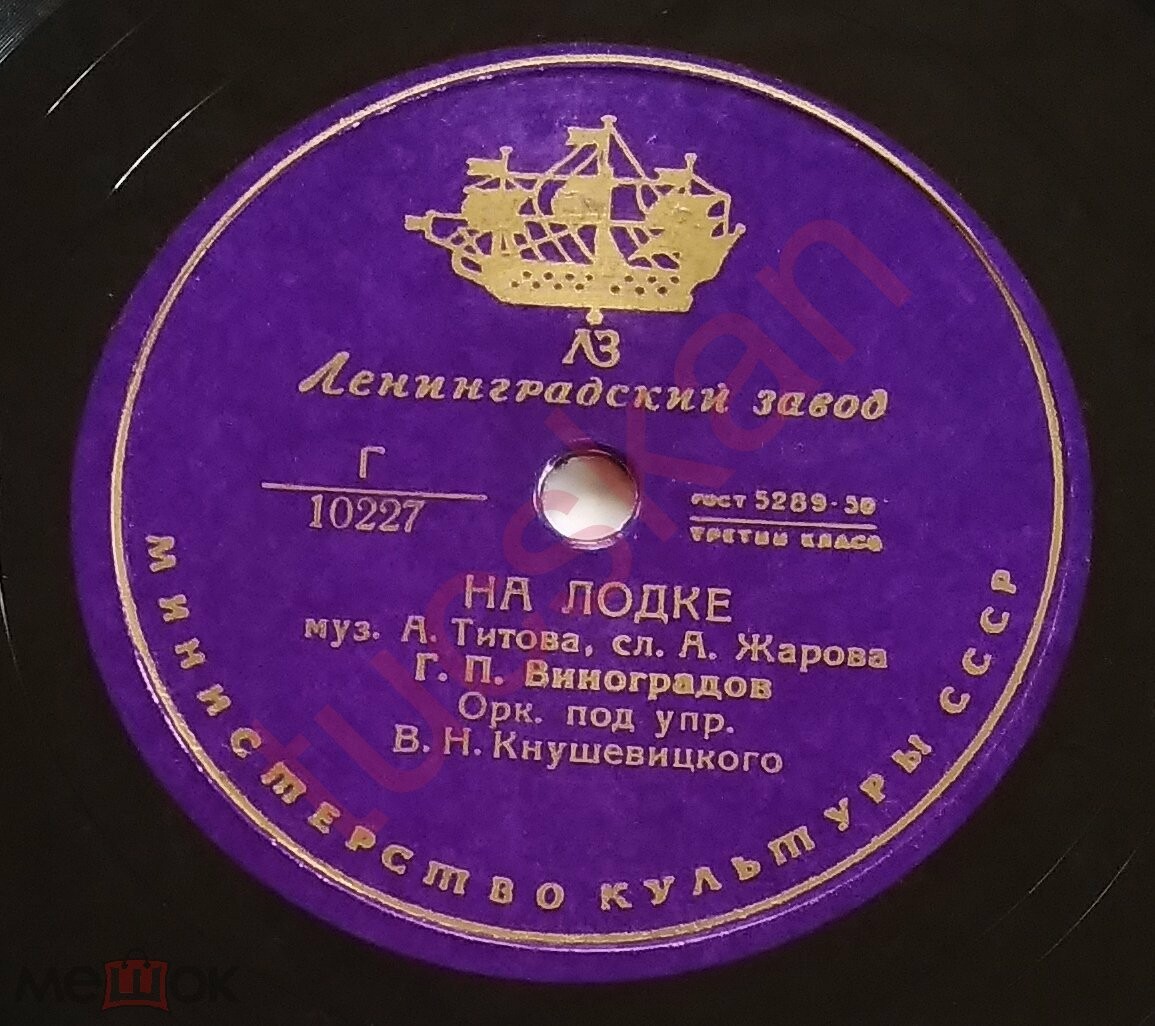 ЛЗ
Ленинградский завод
Г
10227
ГОСТ 5289-50
ТРЕТИЙ КЛАСС
НА ЛОДКЕ
муз. А. Титова, сл. А. Жарова
Г. П. Виноградов
Орк. под упр.
В. Н. Кнушевицкого
МИНИСТЕРСТВО КУЛЬТУРЫ СССР
tucskan
мешок